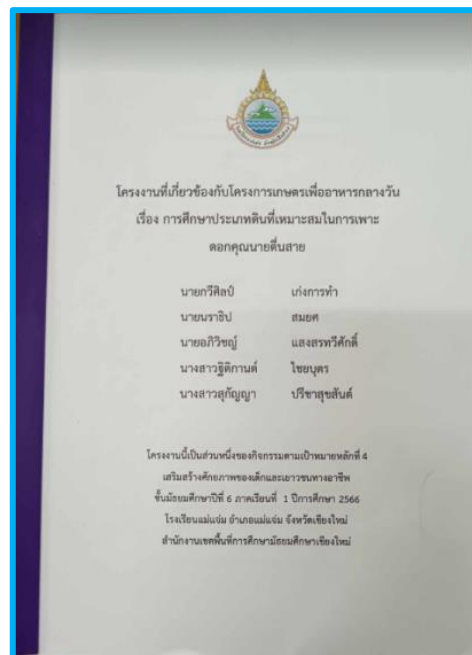 โครงงานที่เกี่ยวข้องกับโครงการเกษตรเพื่ออาหารกลางวัน
เรื่อง การศึกษาประเภทดินที่เหมาะสมในการเพาะ
ดอกคุณนายตื่นสาย
นายกวีศิลป์ เก่งการทำ
นายนราธิป สมยศ
นายอภิวิชญ์ แสงสรทวีศักดิ์
นางสาวฐิติกานต์ ไชยบุตร
นางสาวสุกัญญา ปรีชาสุขสันต์
โครงงานนี้เป็นส่วนหนึ่งของกิจกรรมตามเป้าหมายหลักที่ 4
เสริมสร้างศักยภาพของเด็กและเยาวชนทางอาชีพ
ชั้นมัธยมศึกษาปีที่ 6 ภาคเรียนที่ 1 ปีการศึกษา 2566
โรงเรียนแม่แจ่ม อำเภอแม่แจ่ม จังหวัดเชียงใหม่
สำนักงานเขตพื้นที่การศึกษามัธยมศึกษาเชียงใหม่